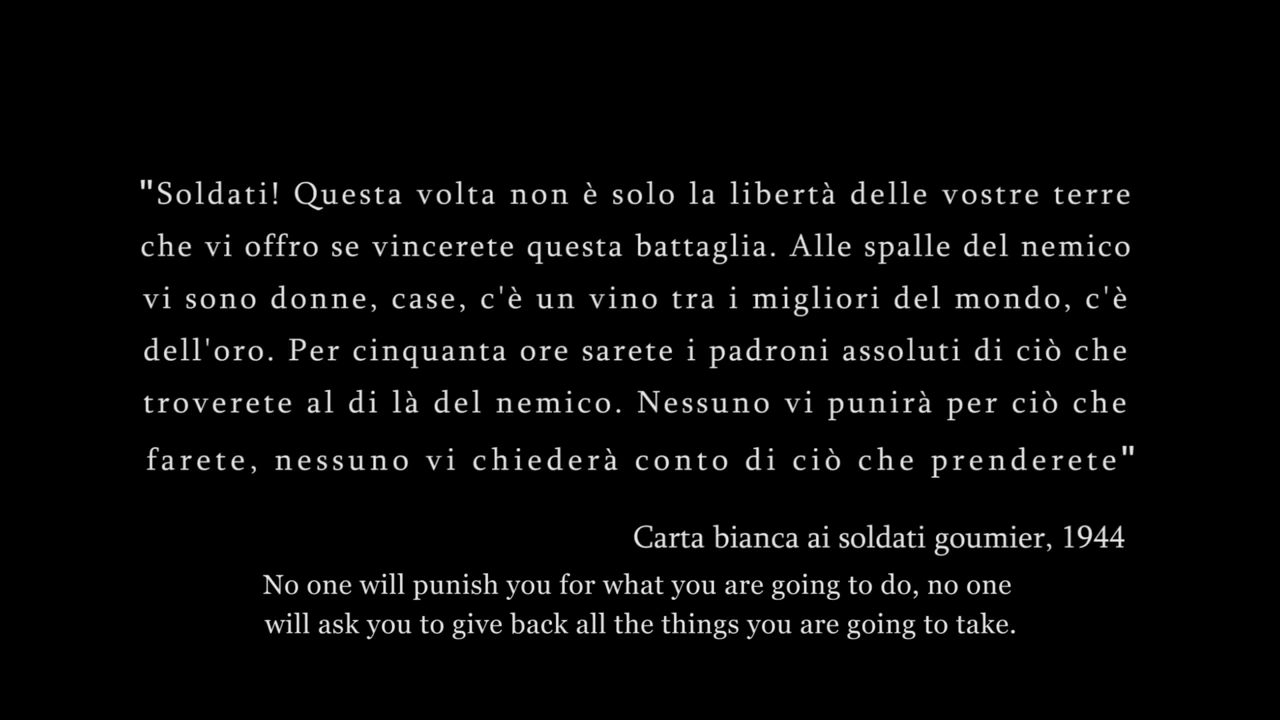 "Soldati! Questa volta non è solo la libertà delle vostre terre
che vi offro se vincerete questa battaglia. Alle spalle del nemico
vi sono donne, case, c'è un vino tra i migliori del mondo, c'è
dell'oro. Per cinquanta ore sarete i padroni assoluti di ciò che
troverete al di là del nemico. Nessuno vi punirà per ciò che
farete, nessuno vi chiederà conto di ciò che prenderete"
Carta bianca ai soldati goumier, 1944
No one will punish you for what you are going to do, no one
will ask you to give back all the things you are going to take.